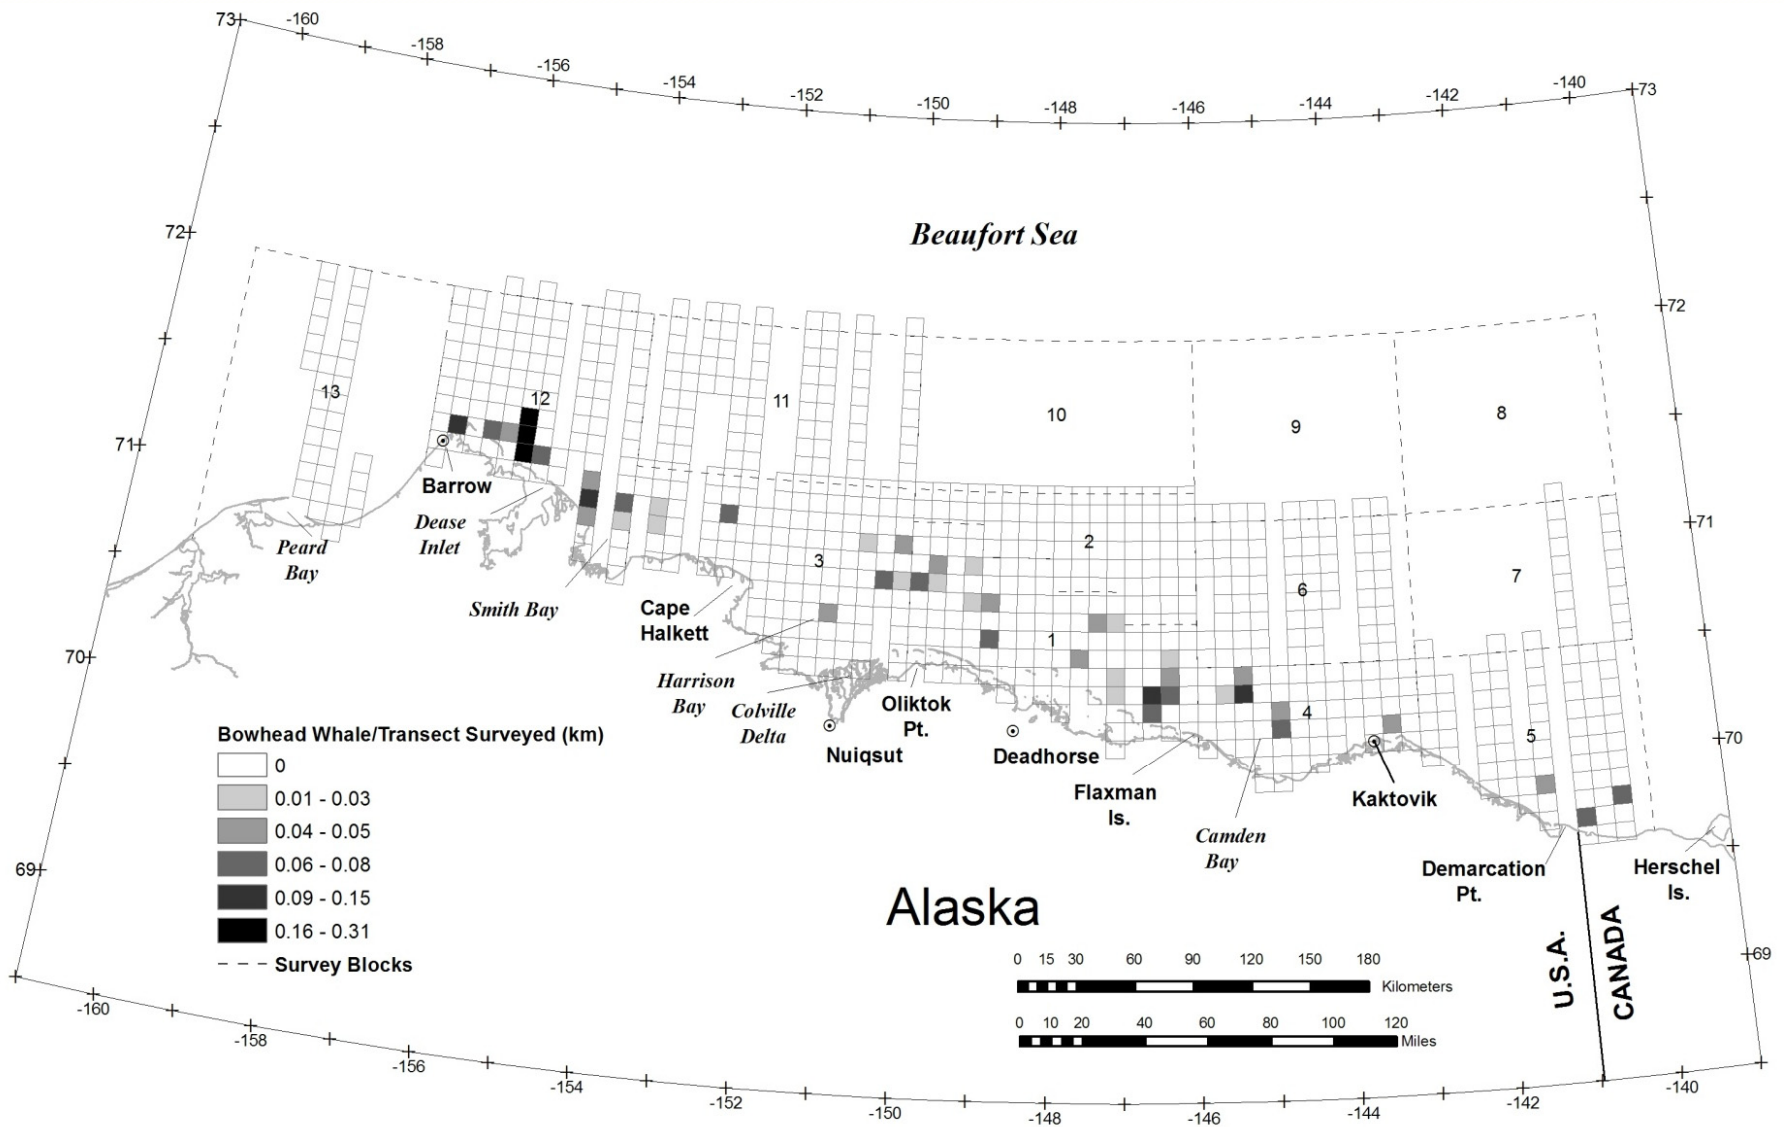 73
-160
-158
-156
-154
-152
-150
-148
-146
-144
-142
-140
73
72
Beaufort Sea
72
13
12
11
10
9
8
71
Barrow
Dease
Inlet
Peard
Bay
Smith Bay
3
2
6
7
71
Cape
Halkett
1
70
Harrison
Bay
Colville
Delta
Oliktok
Pt.
Nuiqsut
Deadhorse
4
5
70
Flaxman
Is.
Kaktovik
Camden
Bay
Demarcation
Pt.
Herschel
Is.
Bowhead Whale/Transect Surveyed (km)
0
0.01 - 0.03
0.04 - 0.05
0.06 - 0.08
0.09 - 0.15
0.16 - 0.31
Survey Blocks
69
Alaska
U.S.A.
CANADA
69
0 15 30 60 90 120 150 180
Kilometers
0 10 20 40 60 80 100 120
Miles
-160
-158
-156
-154
-152
-150
-148
-146
-144
-142
-140